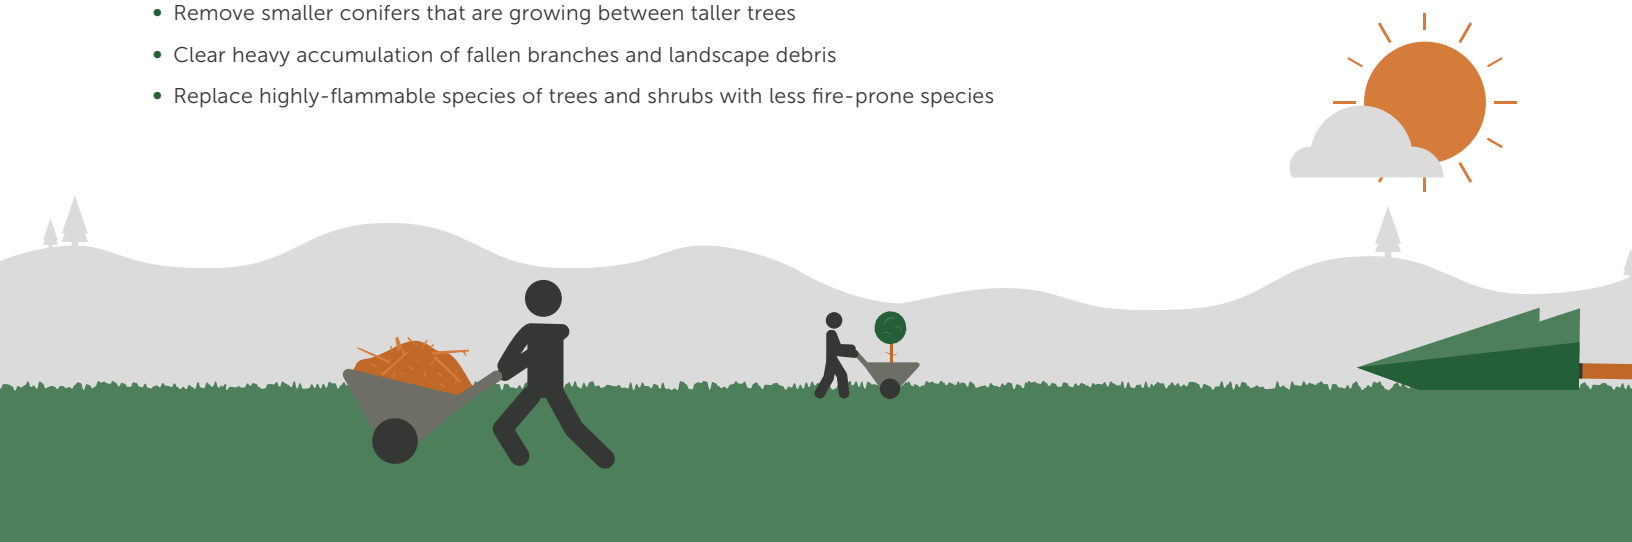 • Remove smaller conifers that are growing between taller trees
• Clear heavy accumulation of fallen branches and landscape debris
• Replace highly-flammable species of trees and shrubs with less fire-prone species